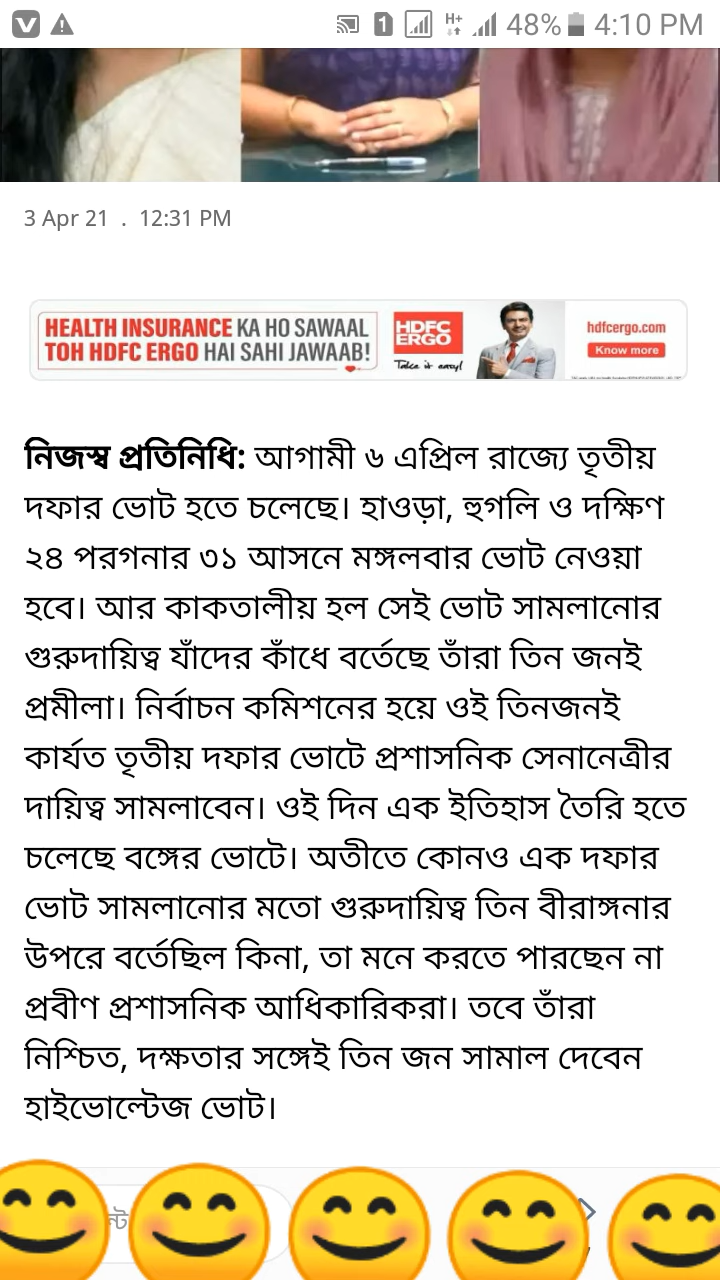 48% 4:10 PM
3 Apr 21 . 12:31 PM
HEALTH INSURANCE KA HO SAWAAL
TOH HDFC ERGO HAI SAHI JAWAAB!
HDFC
ERGO
Take it easy!
hdfcergo.com
Know more
নিজস্ব প্রতিনিধি: আগামী ৬ এপ্রিল রাজ্যে তৃতীয়
দফার ভোট হতে চলেছে। হাওড়া, হুগলি ও দক্ষিণ
২৪ পরগনার ৩১ আসনে মঙ্গলবার ভোট নেওয়া
হবে। আর কাকতালীয় হল সেই ভোট সামলানোর
গুরুদায়িত্ব যাঁদের কাঁধে বর্তেছে তাঁরা তিন জনই
প্রমীলা। নির্বাচন কমিশনের হয়ে ওই তিনজনই
কার্যত তৃতীয় দফার ভোটে প্রশাসনিক সেনানেত্রীর
দায়িত্ব সামলাবেন। ওই দিন এক ইতিহাস তৈরি হতে
চলেছে বঙ্গের ভোটে। অতীতে কোনও এক দফার
ভোট সামলানোর মতো গুরুদায়িত্ব তিন বীরাঙ্গনার
উপরে বর্তেছিল কিনা, তা মনে করতে পারছেন না
প্রবীণ প্রশাসনিক আধিকারিকরা। তবে তাঁরা
নিশ্চিত, দক্ষতার সঙ্গেই তিন জন সামাল দেবেন
হাইভোল্টেজ ভোট।